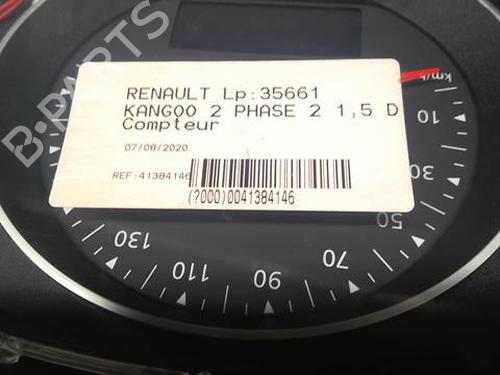 B-PARTS
RENAULT Lp:35661
KANGOO 2 PHASE 2 1,5 D
Compteur
07/08/2020
REF:41384146
(?000)0041384146
km/h
10
30
50
70
90
110
130